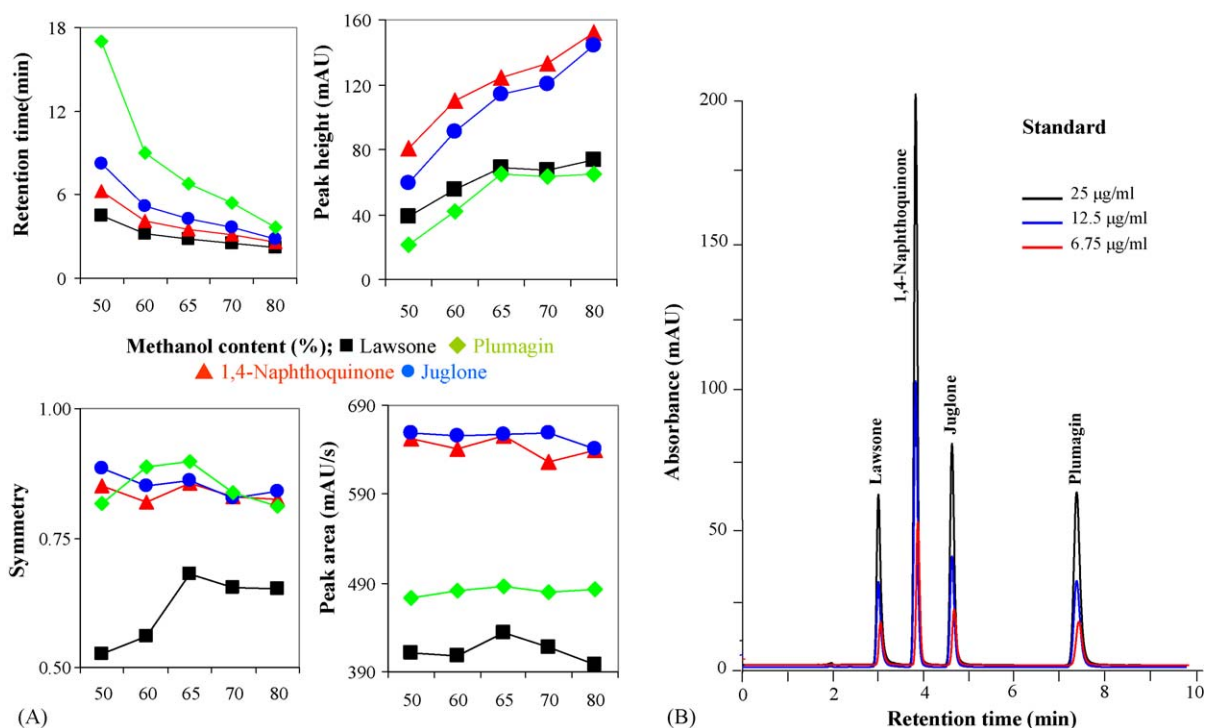 Retention time(min)
18
12
6
0
50 60 65 70 80
Peak height (mAU)
160
120
80
40
0
50 60 65 70 80
Methanol content (%); Lawsone Plumagin
1,4-Naphthoquinone Juglone
Symmetry
1.00
0.75
0.50
50 60 65 70 80
Peak area (mAU/s)
690
590
490
390
50 60 65 70 80
(A)
Absorbance (mAU)
200
150
100
50
0
0 2 4 6 8 10
Retention time (min)
Lawsone
1,4-Naphthoquinone
Juglone
Plumagin
Standard
25 μg/ml
12.5 μg/ml
6.75 μg/ml
(B)